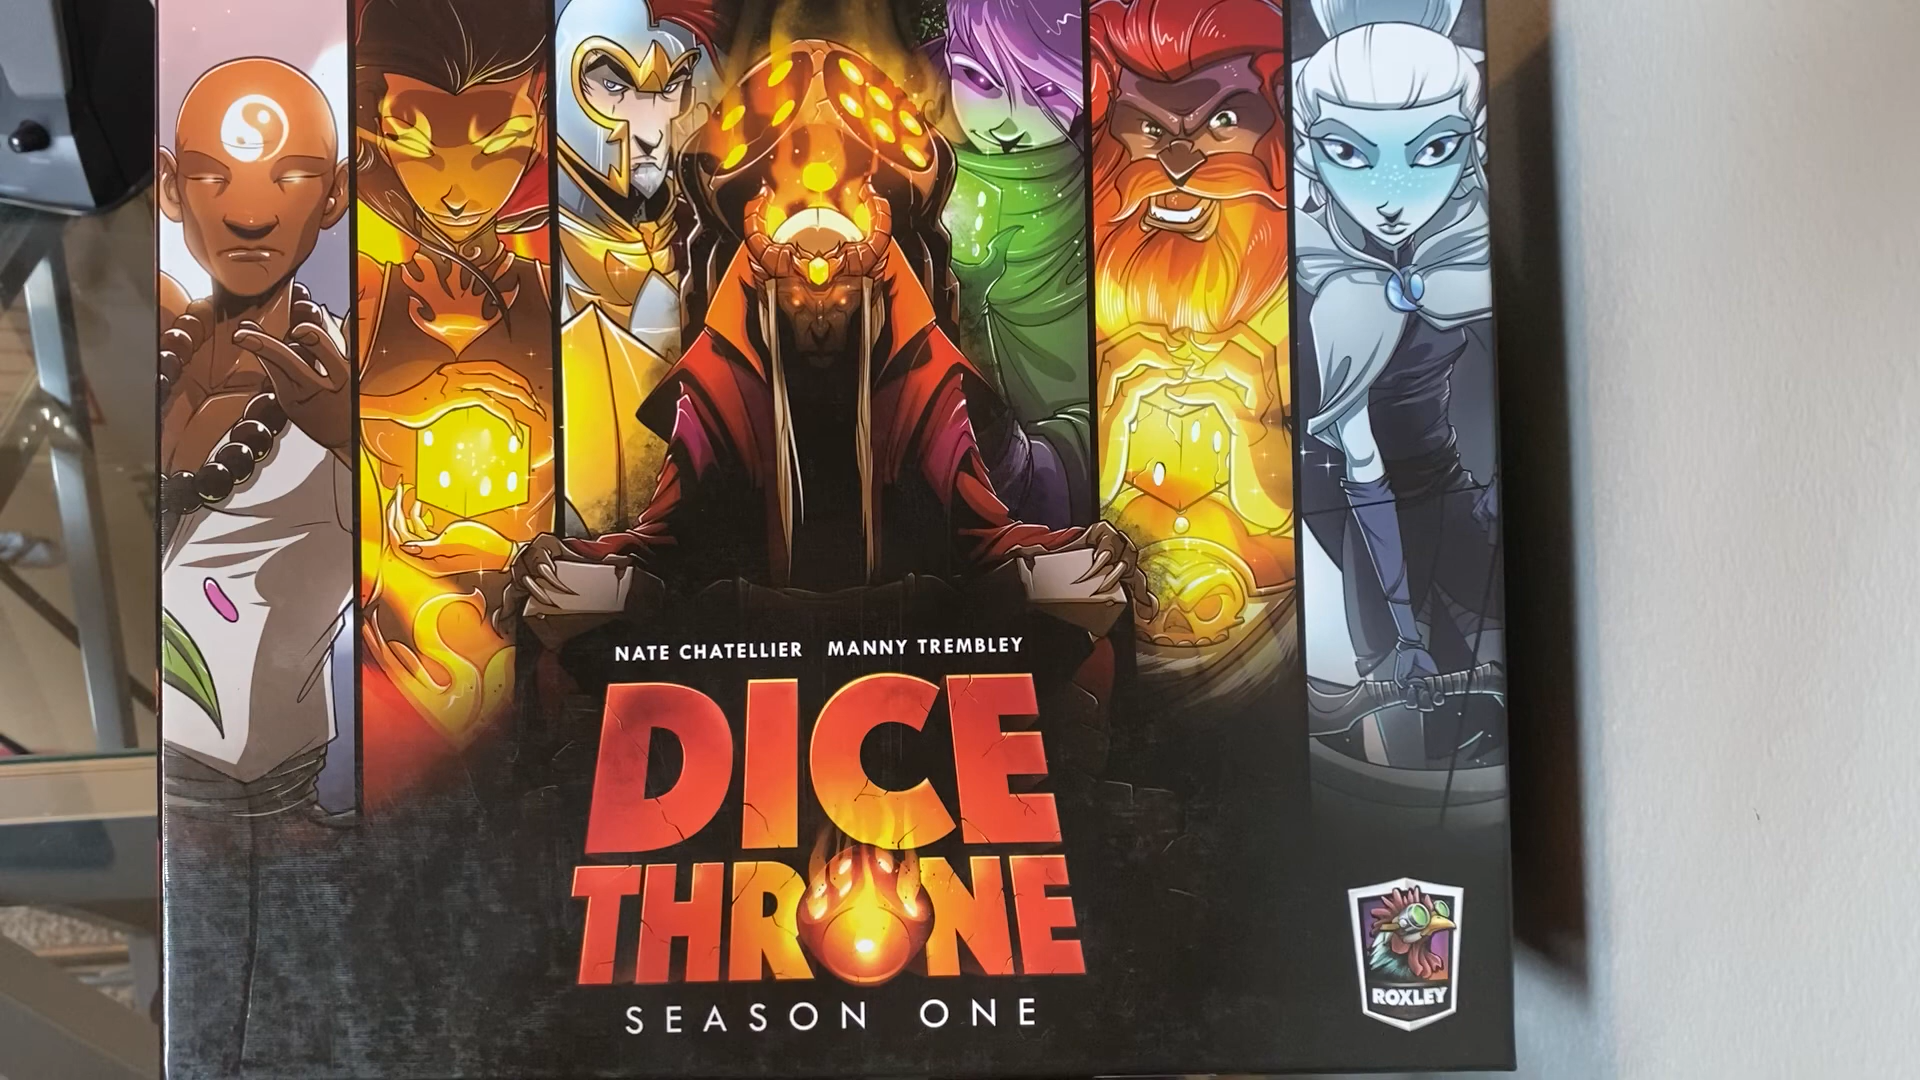 NATE CHATELLIER MANNY TREMBLEY
DICE
THRONE
SEASON ONE
ROXLEY